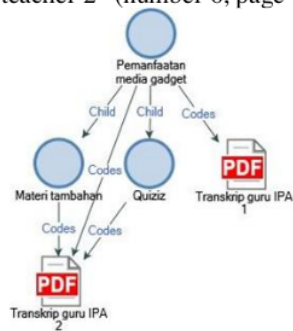 teacher 2" (number 6, page
Pemanfaatan
media gadget
Child
Child
Codes
Codes
Materi tambahan
Quiziz
PDF
Transkrip guru IPA
1
Codes
Codes
PDF
Transkrip guru IPA
2